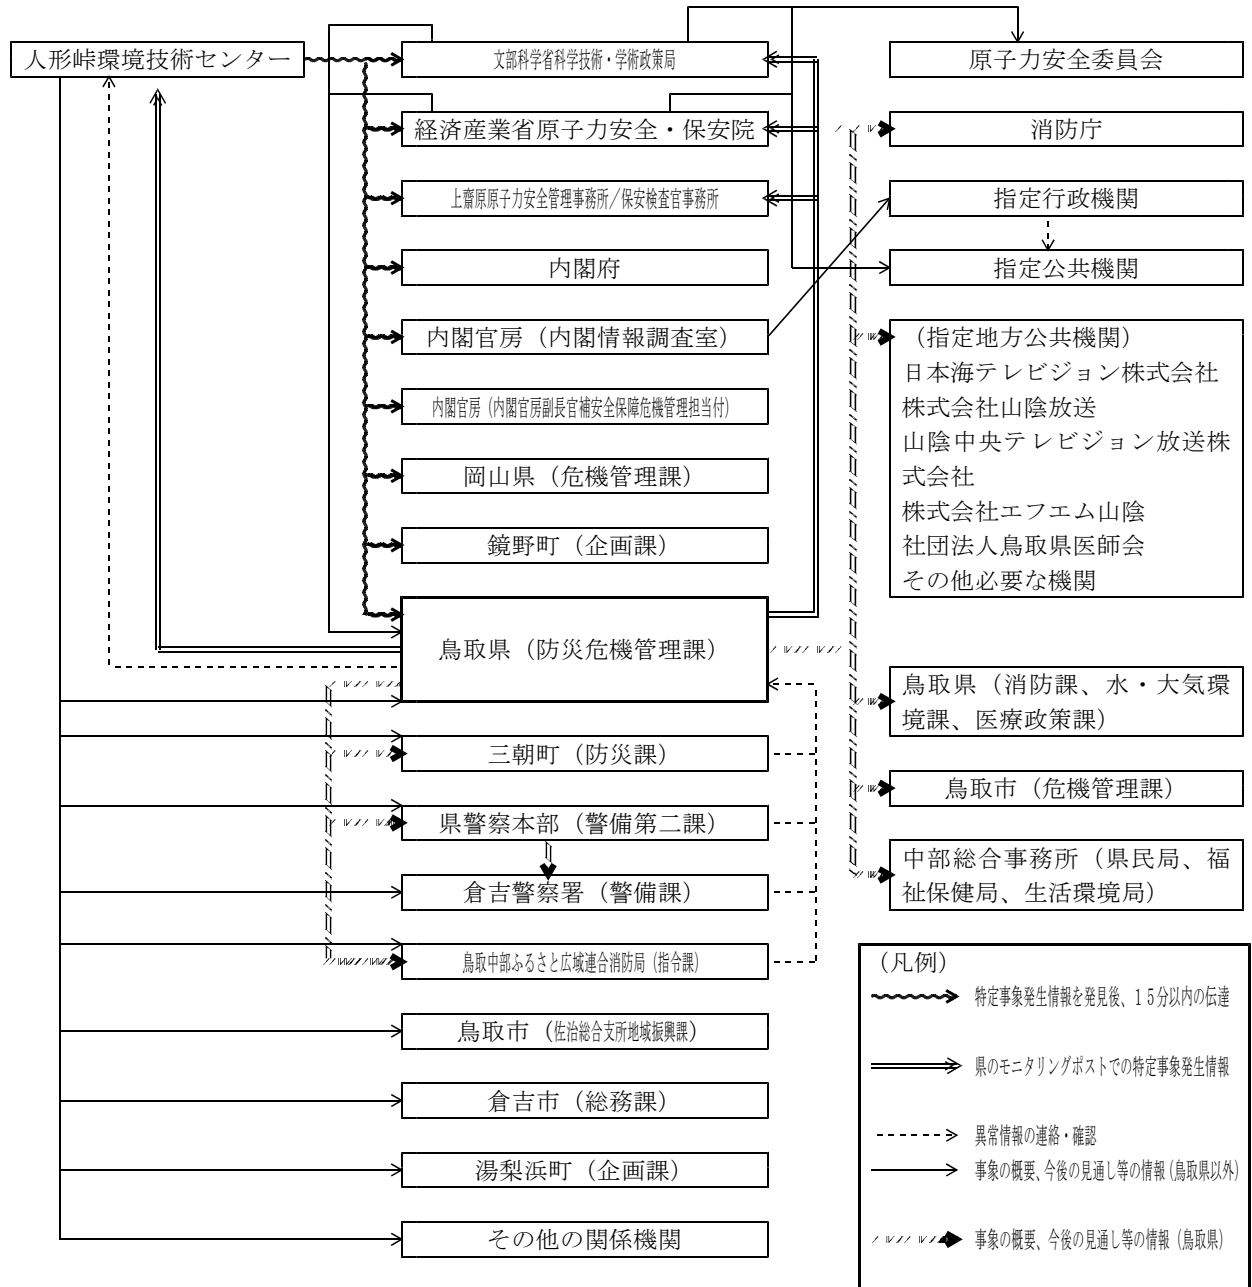 人形峠環境技術センター
文部科学省科学技術・学術政策局
経済産業省原子力安全・保安院
上齋原原子力安全管理事務所/保安検査官事務所
内閣府
内閣官房（内閣情報調査室）
内閣官房（内閣官房副長官補安全保障危機管理担当付）
岡山県（危機管理課）
鏡野町（企画課）
鳥取県（防災危機管理課）
三朝町（防災課）
県警察本部（警備第二課）
倉吉警察署（警備課）
鳥取中部ふるさと広域連合消防局（指令課）
鳥取市（佐治総合支所地域振興課）
倉吉市（総務課）
湯梨浜町（企画課）
その他の関係機関
原子力安全委員会
消防庁
指定行政機関
指定公共機関
（指定地方公共機関）
日本海テレビジョン株式会社
株式会社山陰放送
山陰中央テレビジョン放送株
式会社
株式会社エフエム山陰
社団法人鳥取県医師会
その他必要な機関
鳥取県（消防課、水・大気環
境課、医療政策課）
鳥取市（危機管理課）
中部総合事務所（県民局、福
祉保健局、生活環境局）
（凡例）
特定事象発生情報を発見後、１５分以内の伝達
県のモニタリングポストでの特定事象発生情報
異常情報の連絡・確認
事象の概要、今後の見通し等の情報（鳥取県以外）
事象の概要、今後の見通し等の情報（鳥取県）